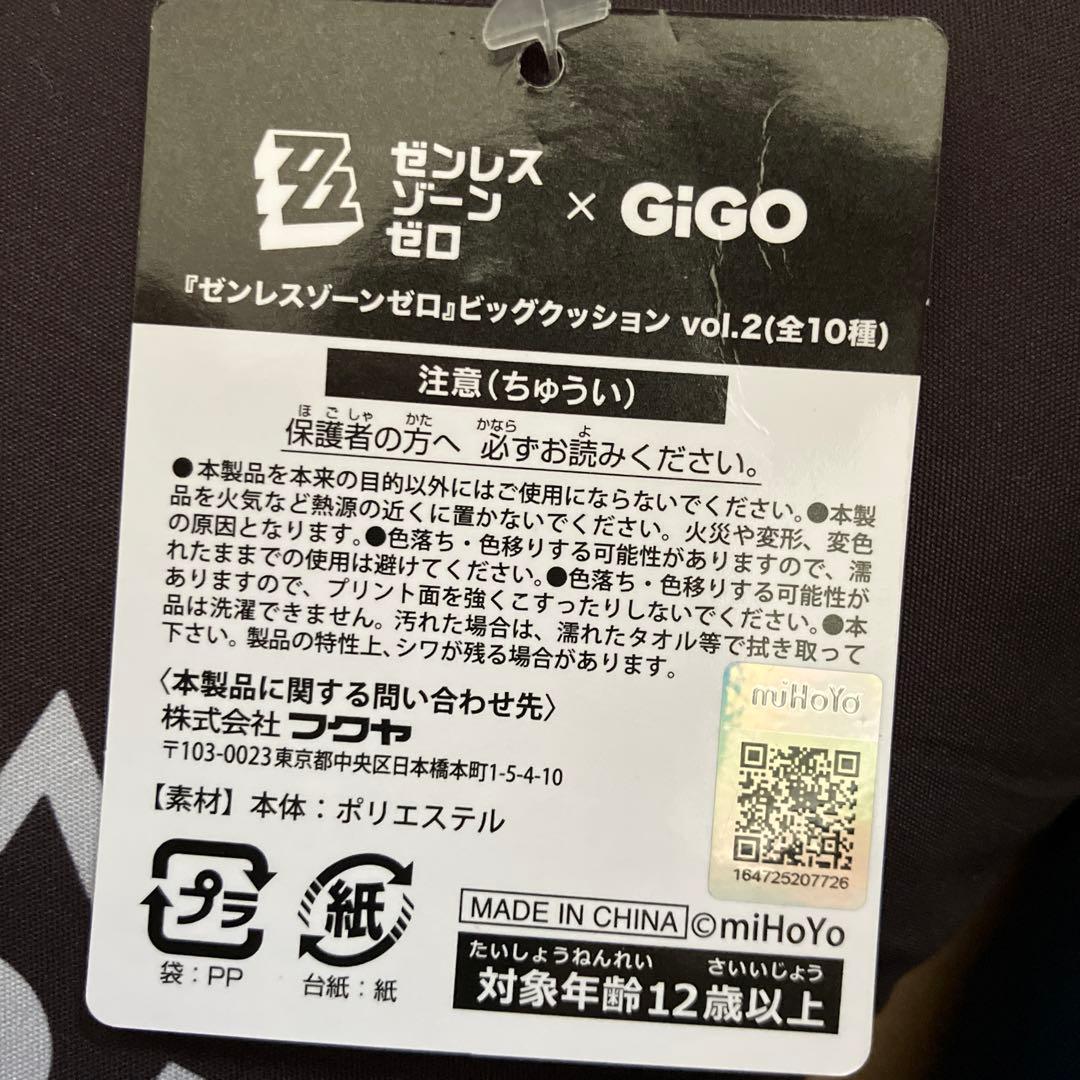 ゼンレス
ゾーン
ゼロ
×
GiGO
『ゼンレスゾーンゼロ』ビッグクッション vol.2(全10種)
注意(ちゅうい)
ほごしゃ かた かなら よ
保護者の方へ 必ずお読みください。
●本製品を本来の目的以外にはご使用にならないでください。●本製
品を火気など熱源の近くに置かないでください。火災や変形、変色
の原因となります。●色落ち・色移りする可能性がありますので、濡
れたままでの使用は避けてください。●色落ち・色移りする可能性が
ありますので、プリント面を強くこすったりしないでください。●本
品は洗濯できません。汚れた場合は、濡れたタオル等で拭き取って
下さい。製品の特性上、シワが残る場合があります。
〈本製品に関する問い合わせ先〉
株式会社フクヤ
〒103-0023東京都中央区日本橋本町1-5-4-10
【素材】本体：ポリエステル
miHoYo
164725207726
プラ
袋：PP
紙
台紙：紙
MADE IN CHINA ©miHoYo
たいしょうねんれい さいいじょう
対象年齢12歳以上